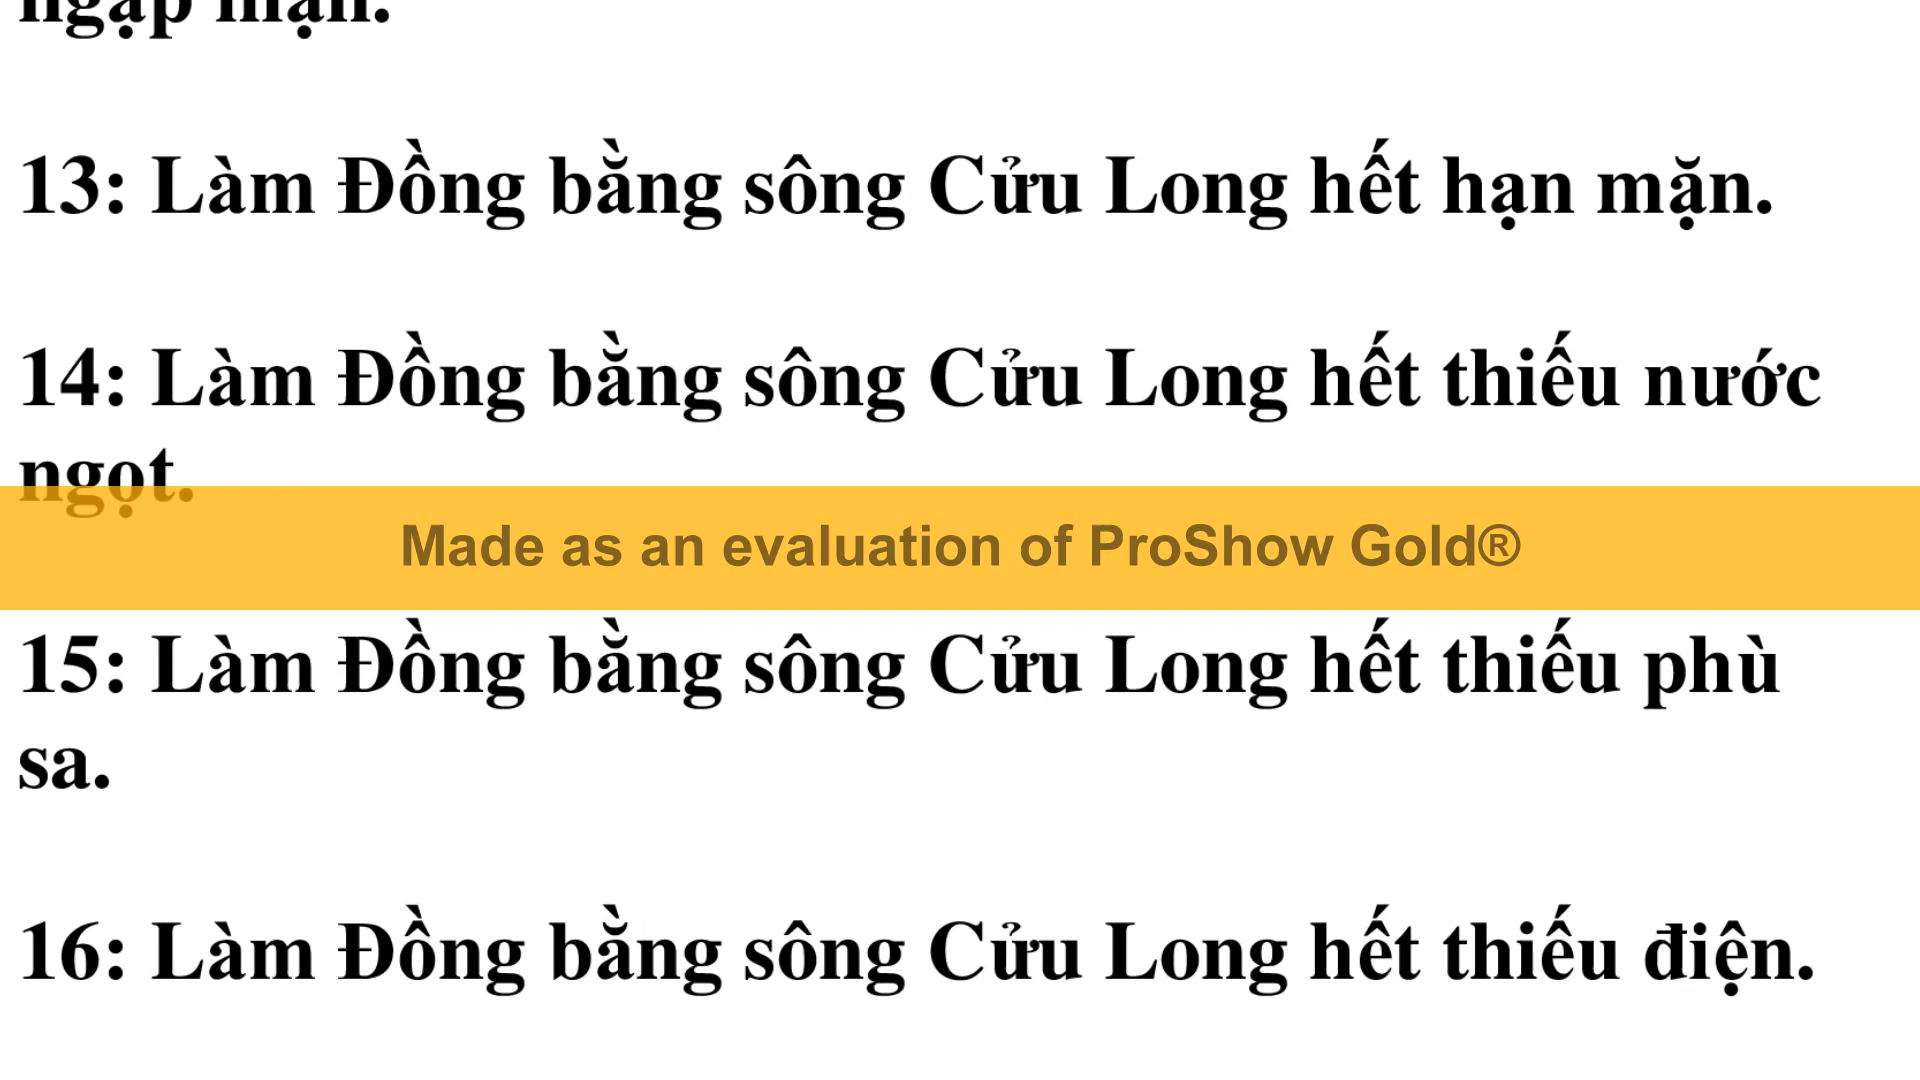 ngập mặn.
13: Làm Đồng bằng sông Cửu Long hết hạn mặn.
14: Làm Đồng bằng sông Cửu Long hết thiếu nước
ngọt.
Made as an evaluation of ProShow Gold®
15: Làm Đồng bằng sông Cửu Long hết thiếu phù
sa.
16: Làm Đồng bằng sông Cửu Long hết thiếu điện.